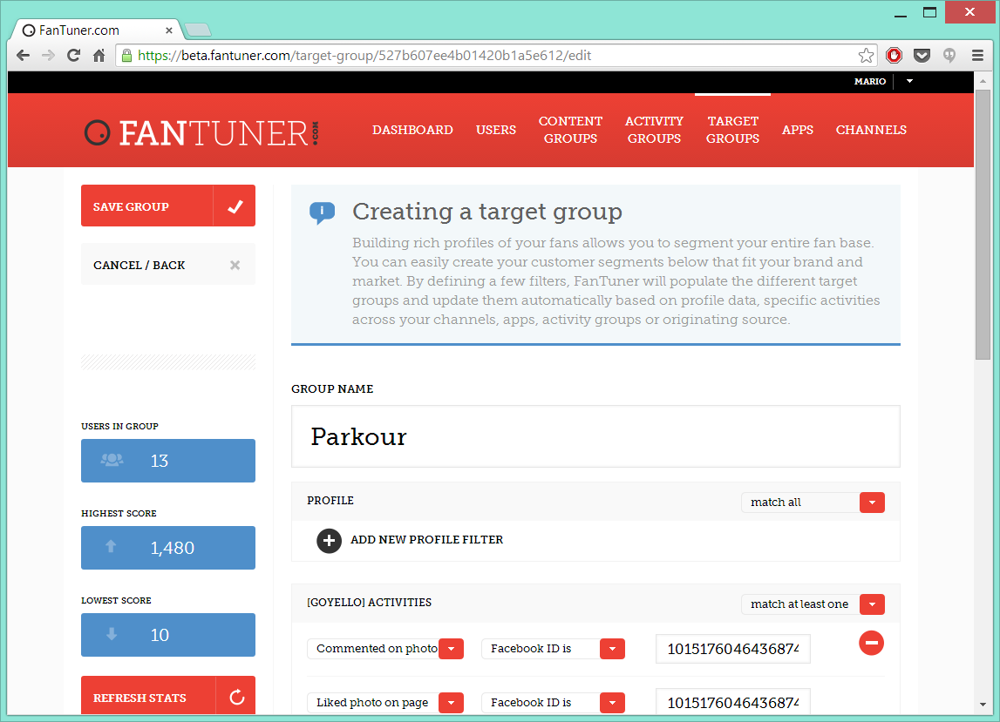 FanTuner.com
https://beta.fantuner.com/target-group/527b607ee4b01420b1a5e612/edit
MARIO
FANTUNER.COM
DASHBOARD
USERS
CONTENT
GROUPS
ACTIVITY
GROUPS
TARGET
GROUPS
APPS
CHANNELS
SAVE GROUP
CANCEL / BACK
USERS IN GROUP
13
HIGHEST SCORE
1,480
LOWEST SCORE
10
REFRESH STATS
Creating a target group
Building rich profiles of your fans allows you to segment your entire fan base.
You can easily create your customer segments below that fit your brand and
market. By defining a few filters, FanTuner will populate the different target
groups and update them automatically based on profile data, specific activities
across your channels, apps, activity groups or originating source.
GROUP NAME
Parkour
PROFILE
match all
ADD NEW PROFILE FILTER
[GOYELLO] ACTIVITIES
match at least one
Commented on photo
Facebook ID is
1015176046436874
Liked photo on page
Facebook ID is
1015176046436874